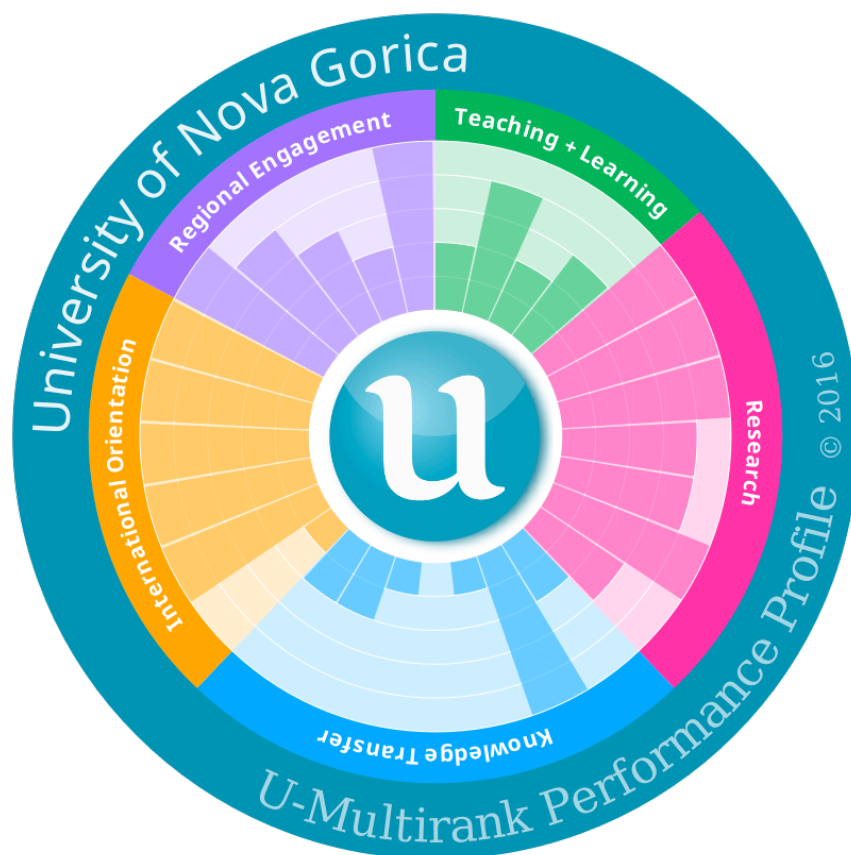 University of Nova Gorica
Teaching + Learning
Research
Knowledge Transfer
International Orientation
Regional Engagement
u
U-Multirank Performance Profile © 2016